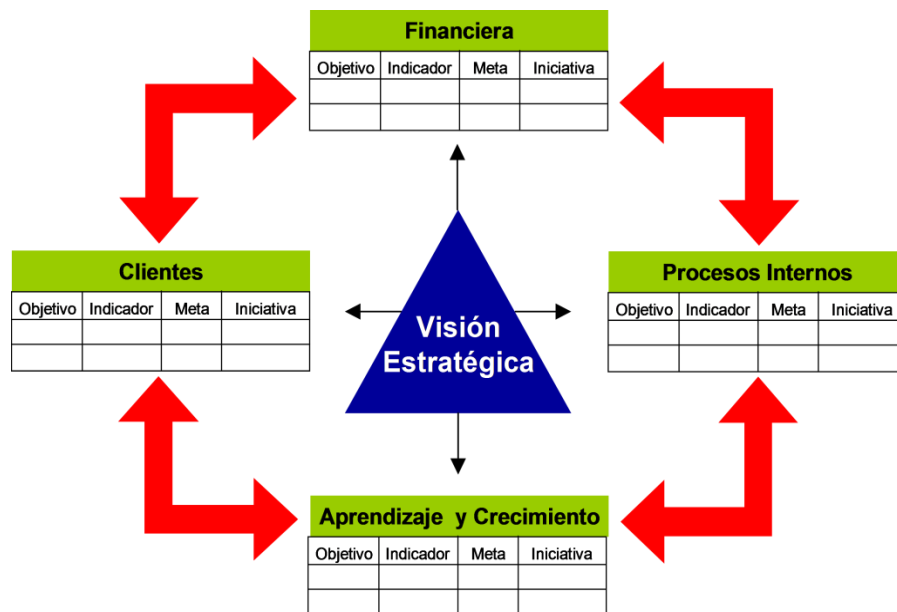 Financiera
Objetivo Indicador Meta Iniciativa
Clientes
Objetivo Indicador Meta Iniciativa
Visión
Estratégica
Procesos Internos
Objetivo Indicador Meta Iniciativa
Aprendizaje y Crecimiento
Objetivo Indicador Meta Iniciativa